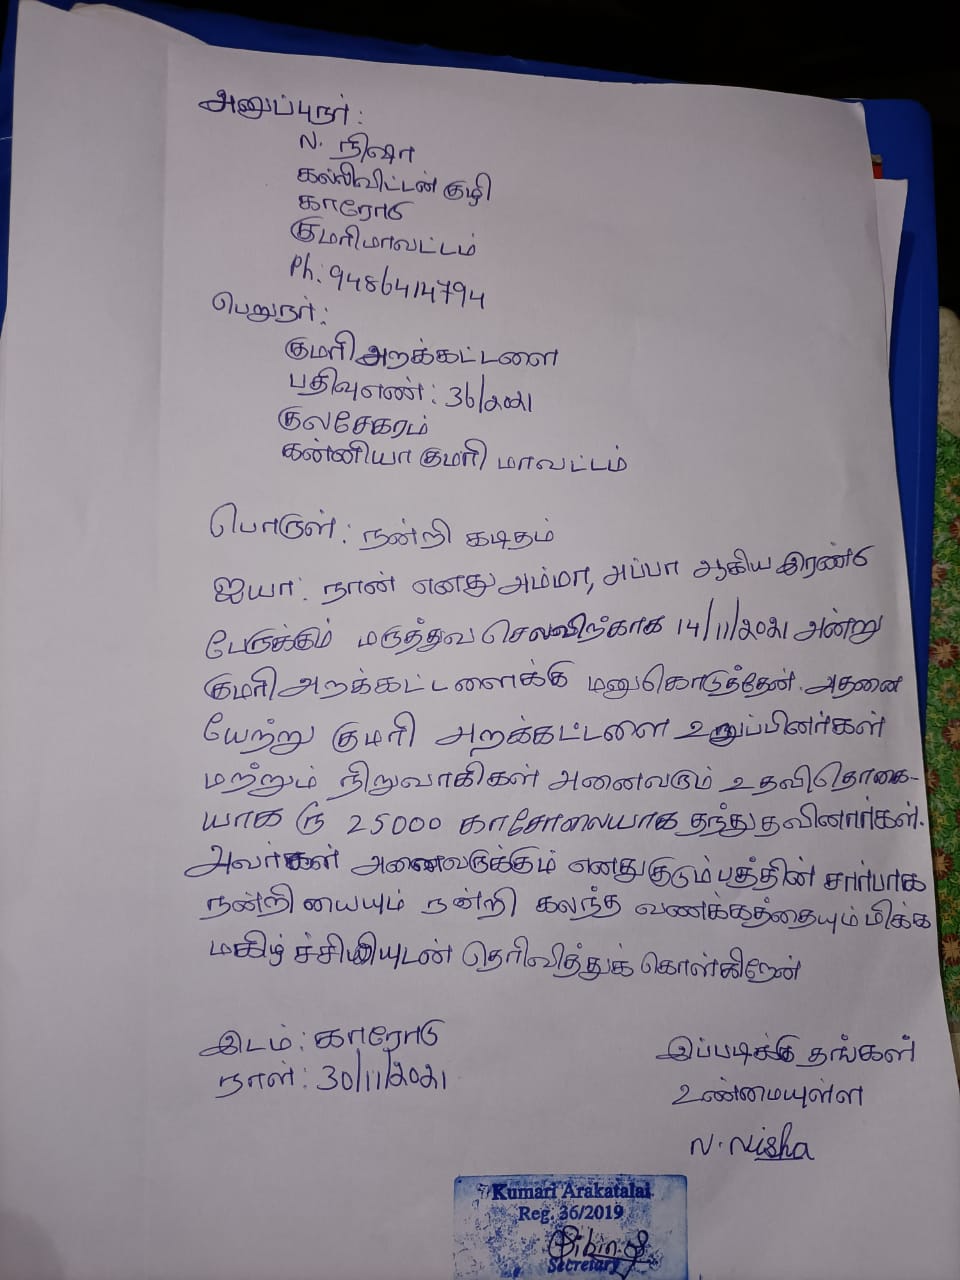 அனுப்புநர் :
N. நிஷா
கல்லிவிட்டன் குழி
காரோடு
குமரிமாவட்டம்
Ph: 9486414794
பெறுநர் :
குமரி அறக்கட்டளை
பதிவுஎண் : 36/2021
குலசேகரம்
கன்னியா குமரி மாவட்டம்
பொருள் : நன்றி கடிதம்
ஐயா : நான் எனது அம்மா, அப்பா ஆகிய இரண்டு
பேருக்கும் மருத்துவ செலவிற்காக 14/11/2021 அன்று
குமரி அறக்கட்டளைக்கு மனுகொடுத்தேன். அதனை
யேற்று குமரி அறக்கட்டளை உறுப்பினர்கள்
மற்றும் நிறுவாகிகள் அனைவரும் உதவிதொகை-
யாக ரூ 25000 காசோலையாக தந்துதவினார்கள்.
அவர்கள் அனைவருக்கும் எனதுகுடும்பத்தின் சார்பாக
நன்றி யையும் நன்றி கலந்த வணக்கத்தையும் மிக்க
மகிழ்ச்சியுடன் தெரிவித்துக் கொள்கிறேன்
இடம் : காரோடு
நாள் : 30/11/2021
இப்படிக்கு தங்கள்
உண்மையுள்ள
N. Nisha
Kumari Arakatalai
Reg. 36/2019
Bibin
Secretary